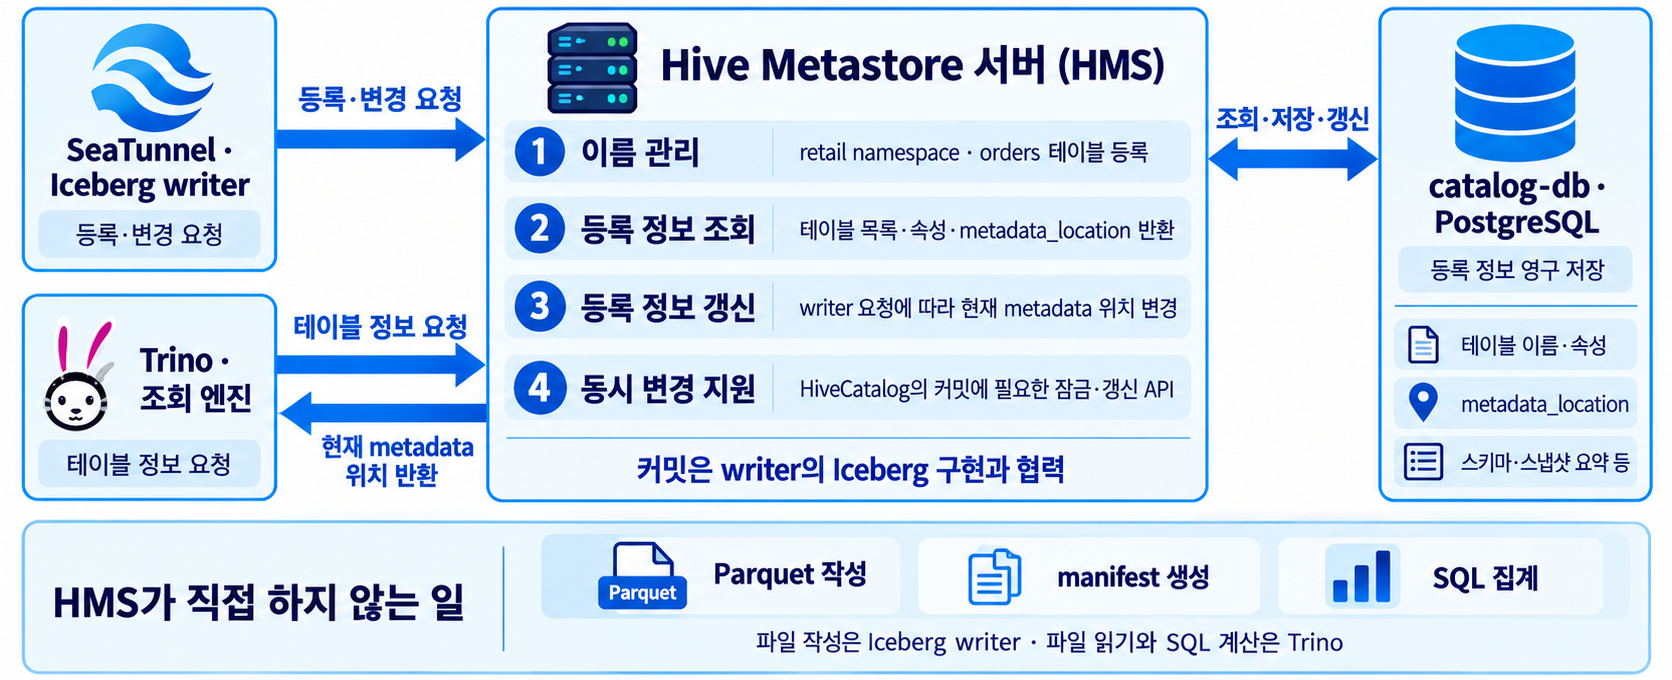 SeaTunnel ·
Iceberg writer
등록·변경 요청
등록·변경 요청
Trino ·
조회 엔진
테이블 정보 요청
테이블 정보 요청
현재 metadata
위치 반환
Hive Metastore 서버 (HMS)
1 이름 관리 retail namespace · orders 테이블 등록
2 등록 정보 조회 테이블 목록·속성·metadata_location 반환
3 등록 정보 갱신 writer 요청에 따라 현재 metadata 위치 변경
4 동시 변경 지원 HiveCatalog의 커밋에 필요한 잠금·갱신 API
커밋은 writer의 Iceberg 구현과 협력
조회·저장·갱신
catalog-db ·
PostgreSQL
등록 정보 영구 저장
테이블 이름·속성
metadata_location
스키마·스냅샷 요약 등
HMS가 직접 하지 않는 일
Parquet
Parquet 작성
manifest 생성
SQL 집계
파일 작성은 Iceberg writer · 파일 읽기와 SQL 계산은 Trino